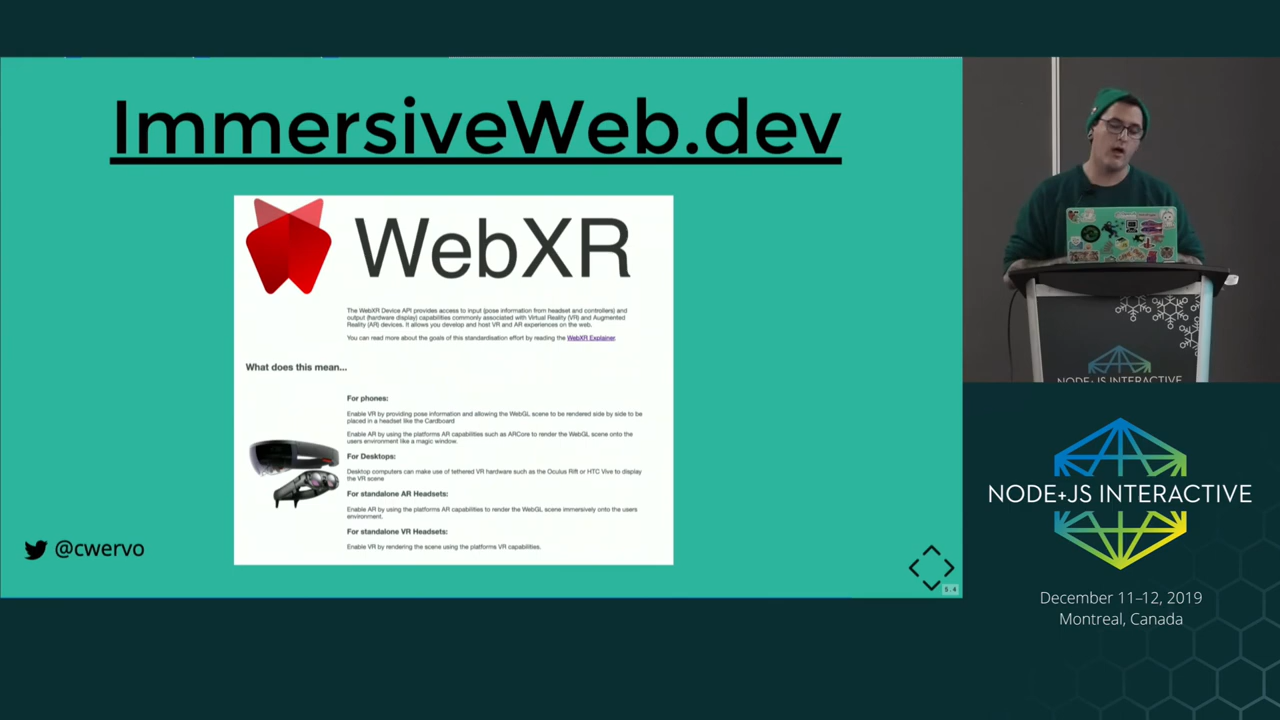 ImmersiveWeb.dev
WebXR
The WebXR Device API provides access to input (pose information from headset and controllers) and
output (hardware display) capabilities commonly associated with Virtual Reality (VR) and Augmented
Reality (AR) devices. It allows you develop and host VR and AR experiences on the web.
You can read more about the goals of this standardisation effort by reading the WebXR Explainer.
What does this mean...
For phones:
Enable VR by providing pose information and allowing the WebGL scene to be rendered side by side to be
placed in a headset like the Cardboard
Enable AR by using the platforms AR capabilities such as ARCore to render the WebGL scene onto the
users environment like a magic window.
For Desktops:
Desktop computers can make use of tethered VR hardware such as the Oculus Rift or HTC Vive to display
the VR scene
For standalone AR Headsets:
Enable AR by using the platforms AR capabilities to render the WebGL scene immersively onto the users
environment.
For standalone VR Headsets:
Enable VR by rendering the scene using the platforms VR capabilities.
@cwervo
5.4
NODE+JS INTERACTIVE
NODE+JS INTERACTIVE
December 11–12, 2019
Montreal, Canada